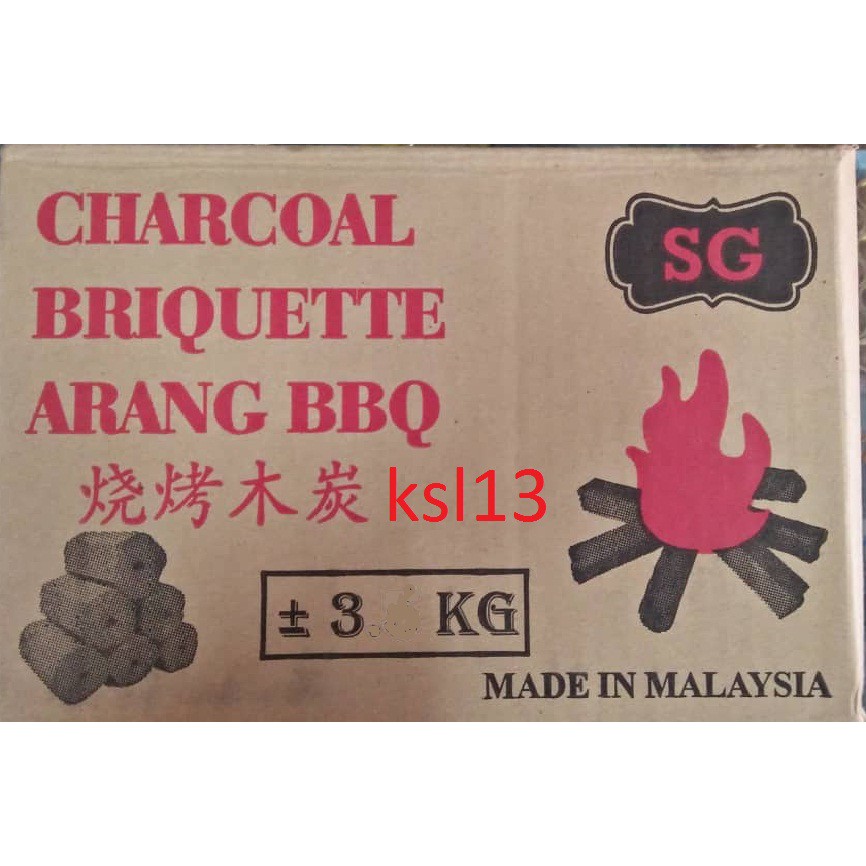 CHARCOAL
SG
BRIQUETTE
ARANG BBQ
烧烤木炭 ksl13
± 3 KG
MADE IN MALAYSIA